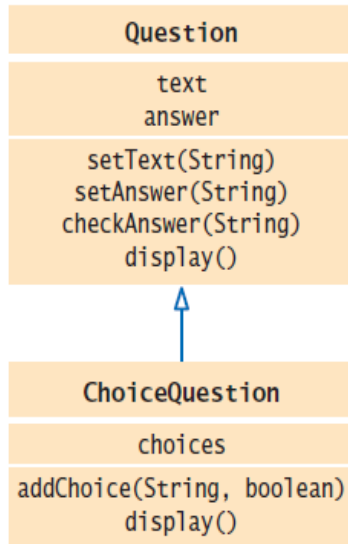 Question
text
answer
setText(String)
setAnswer(String)
checkAnswer(String)
display()
ChoiceQuestion
choices
addChoice(String, boolean)
display()